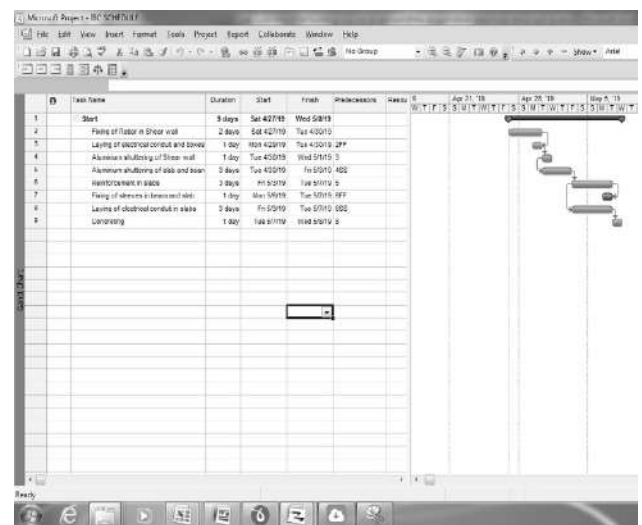 Microsoft Project - IBC SCHEDULE
File Edit View Insert Format Tools Project Report Collaborate Window Help
No Group Show Arial
Task Name Duration Start Finish Predecessors Resou
Apr 21, '19 Apr 28, '19 May 5, '19
W T F S S M T W T F S S M T W T F S S M T W T
1 Start 9 days Sat 4/27/19 Wed 5/8/19
2 Fixing of Rebar in Shear wall 2 days Sat 4/27/19 Tue 4/30/19
3 Laying of electrical conduit and boxes 1 day Mon 4/29/19 Tue 4/30/19 2FF
4 Aluminum shuttering of Shear wall 1 day Tue 4/30/19 Wed 5/1/19 3
5 Aluminum shuttering of slab and beam 3 days Tue 4/30/19 Fri 5/3/19 4SS
6 Reinforcement in slabs 3 days Fri 5/3/19 Tue 5/7/19 5
7 Fixing of sleeves in beam and slab 1 day Mon 5/6/19 Tue 5/7/19 6FF
8 Laying of electrical conduit in slabs 3 days Fri 5/3/19 Tue 5/7/19 6SS
9 Concreting 1 day Tue 5/7/19 Wed 5/8/19 8
Gantt Chart
Ready